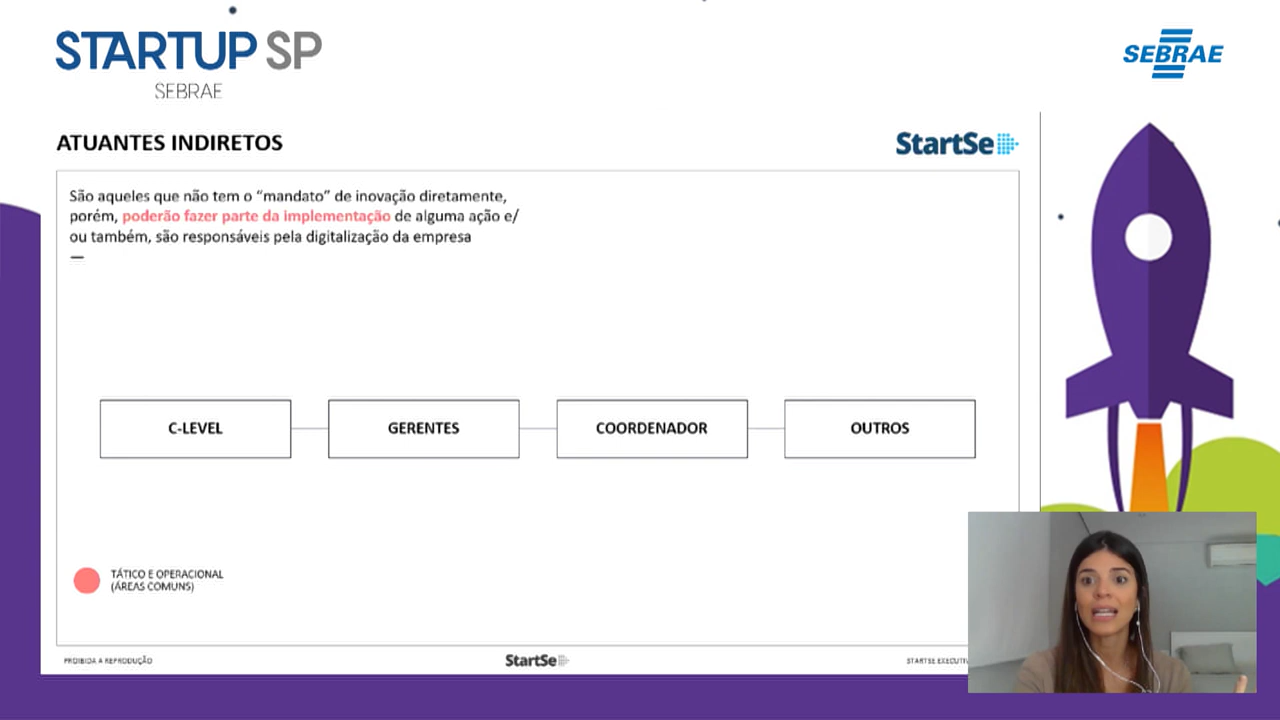 STARTUP SP
SEBRAE
SEBRAE
ATUANTES INDIRETOS
StartSe
São aqueles que não tem o “mandato” de inovação diretamente,
porém, poderão fazer parte da implementação de alguma ação e/
ou também, são responsáveis pela digitalização da empresa
—
C-LEVEL
GERENTES
COORDENADOR
OUTROS
TÁTICO E OPERACIONAL
(ÁREAS COMUNS)
PROIBIDA A REPRODUÇÃO
StartSe
STARTSE